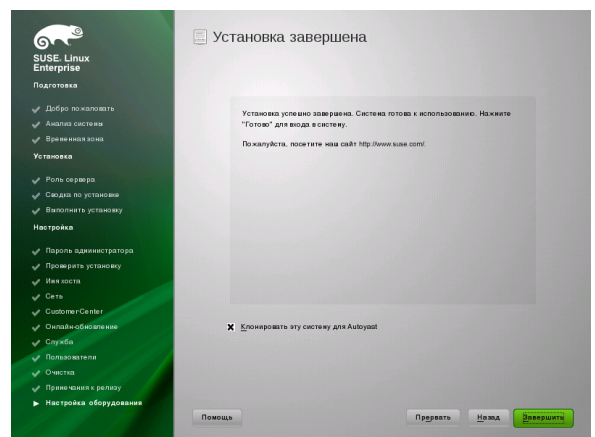 SUSE. Linux
Enterprise
Подготовка
Добро пожаловать
Анализ системы
Временная зона
Установка
Роль сервера
Сводка по установке
Выполнить установку
Настройка
Пароль администратора
Проверить установку
Имя хоста
Сеть
Customer Center
Онлайн-обновление
Служба
Пользователи
Очистка
Примечания к релизу
Настройка оборудования
Установка завершена
Установка успешно завершена. Система готова к использованию. Нажмите
"Готово" для входа в систему.
Пожалуйста, посетите наш сайт http://www.suse.com/.
Клонировать эту систему для Autoyast
Помощь
Прервать
Назад
Завершить